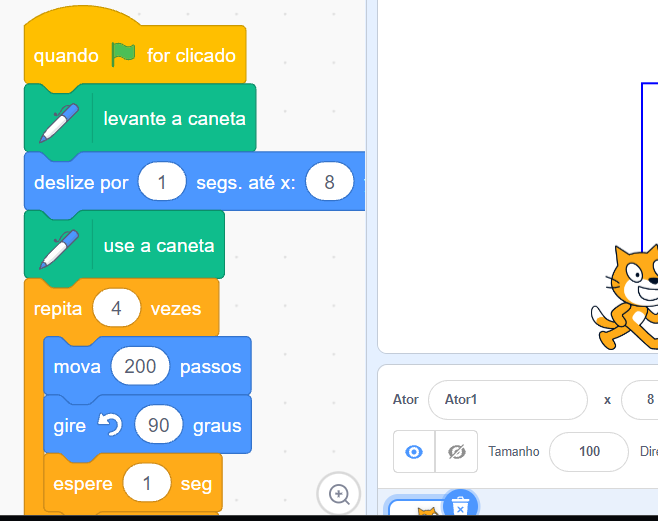 quando for clicado
levante a caneta
deslize por 1 segs. até x: 8
use a caneta
repita 4 vezes
mova 200 passos
gire 90 graus
espere 1 seg
Ator Ator1 x 8
Tamanho 100